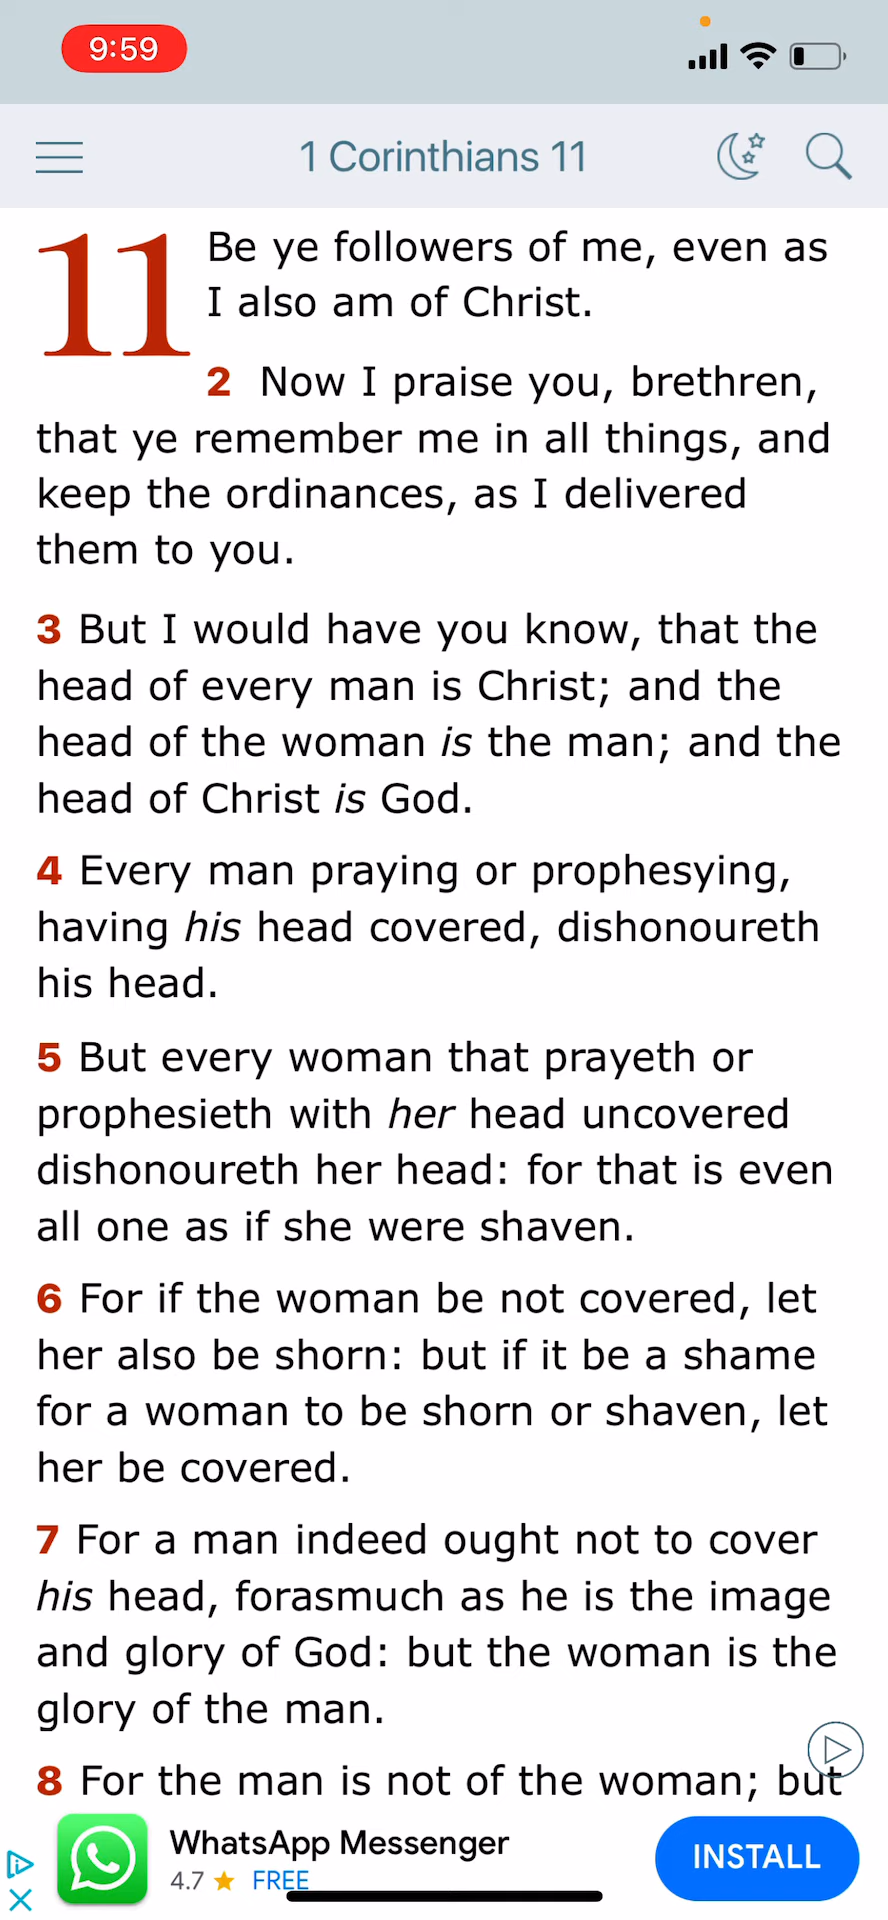 9:59
1 Corinthians 11
11 Be ye followers of me, even as
I also am of Christ.
2 Now I praise you, brethren,
that ye remember me in all things, and
keep the ordinances, as I delivered
them to you.
3 But I would have you know, that the
head of every man is Christ; and the
head of the woman is the man; and the
head of Christ is God.
4 Every man praying or prophesying,
having his head covered, dishonoureth
his head.
5 But every woman that prayeth or
prophesieth with her head uncovered
dishonoureth her head: for that is even
all one as if she were shaven.
6 For if the woman be not covered, let
her also be shorn: but if it be a shame
for a woman to be shorn or shaven, let
her be covered.
7 For a man indeed ought not to cover
his head, forasmuch as he is the image
and glory of God: but the woman is the
glory of the man.
8 For the man is not of the woman; but
WhatsApp Messenger
4.7 ★ FREE
INSTALL